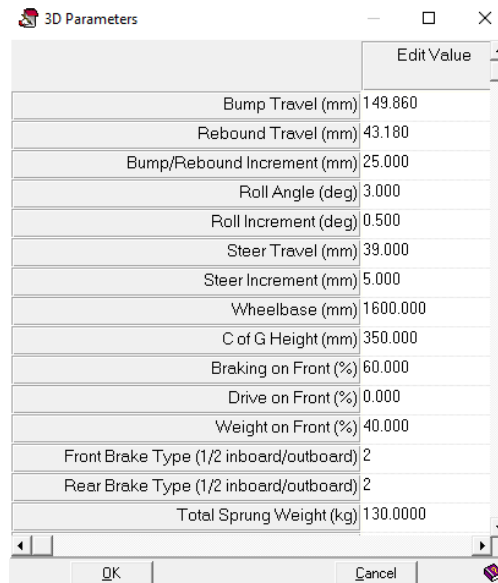 3D Parameters
Edit Value
Bump Travel (mm) 149.860
Rebound Travel (mm) 43.180
Bump/Rebound Increment (mm) 25.000
Roll Angle (deg) 3.000
Roll Increment (deg) 0.500
Steer Travel (mm) 39.000
Steer Increment (mm) 5.000
Wheelbase (mm) 1600.000
C of G Height (mm) 350.000
Braking on Front (%) 60.000
Drive on Front (%) 0.000
Weight on Front (%) 40.000
Front Brake Type (1/2 inboard/outboard) 2
Rear Brake Type (1/2 inboard/outboard) 2
Total Sprung Weight (kg) 130.0000
OK Cancel